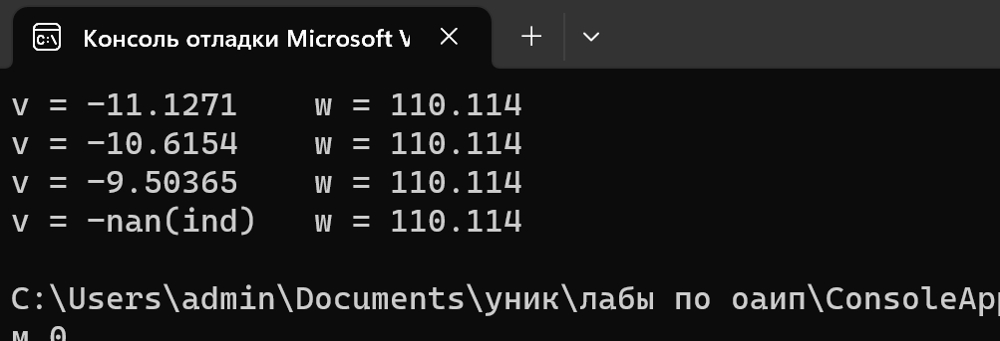 Консоль отладки Microsoft V
v = -11.1271    w = 110.114
v = -10.6154    w = 110.114
v = -9.50365    w = 110.114
v = -nan(ind)   w = 110.114
C:\Users\admin\Documents\уник\лабы по оаип\ConsoleApp
м 0